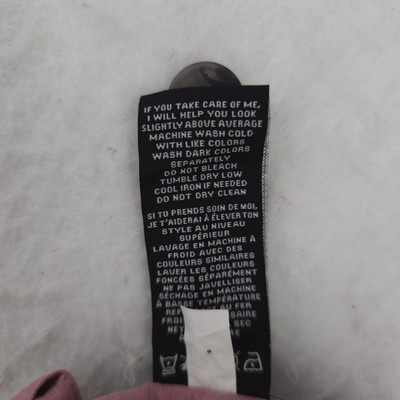 IF YOU TAKE CARE OF ME,
I WILL HELP YOU LOOK
SLIGHTLY ABOVE AVERAGE
MACHINE WASH COLD
WITH LIKE COLORS
WASH DARK COLORS
SEPARATELY
DO NOT BLEACH
TUMBLE DRY LOW
COOL IRON IF NEEDED
DO NOT DRY CLEAN
SI TU PRENDS SOIN DE MOI,
JE T'AIDERAI À ÉLEVER TON
STYLE AU NIVEAU
SUPÉRIEUR
LAVAGE EN MACHINE À
FROID AVEC DES
COULEURS SIMILAIRES
LAVER LES COULEURS
FONCÉES SÉPARÉMENT
NE PAS JAVELLISER
SÉCHAGE EN MACHINE
À BASSE TEMPÉRATURE
AU FER
SEC